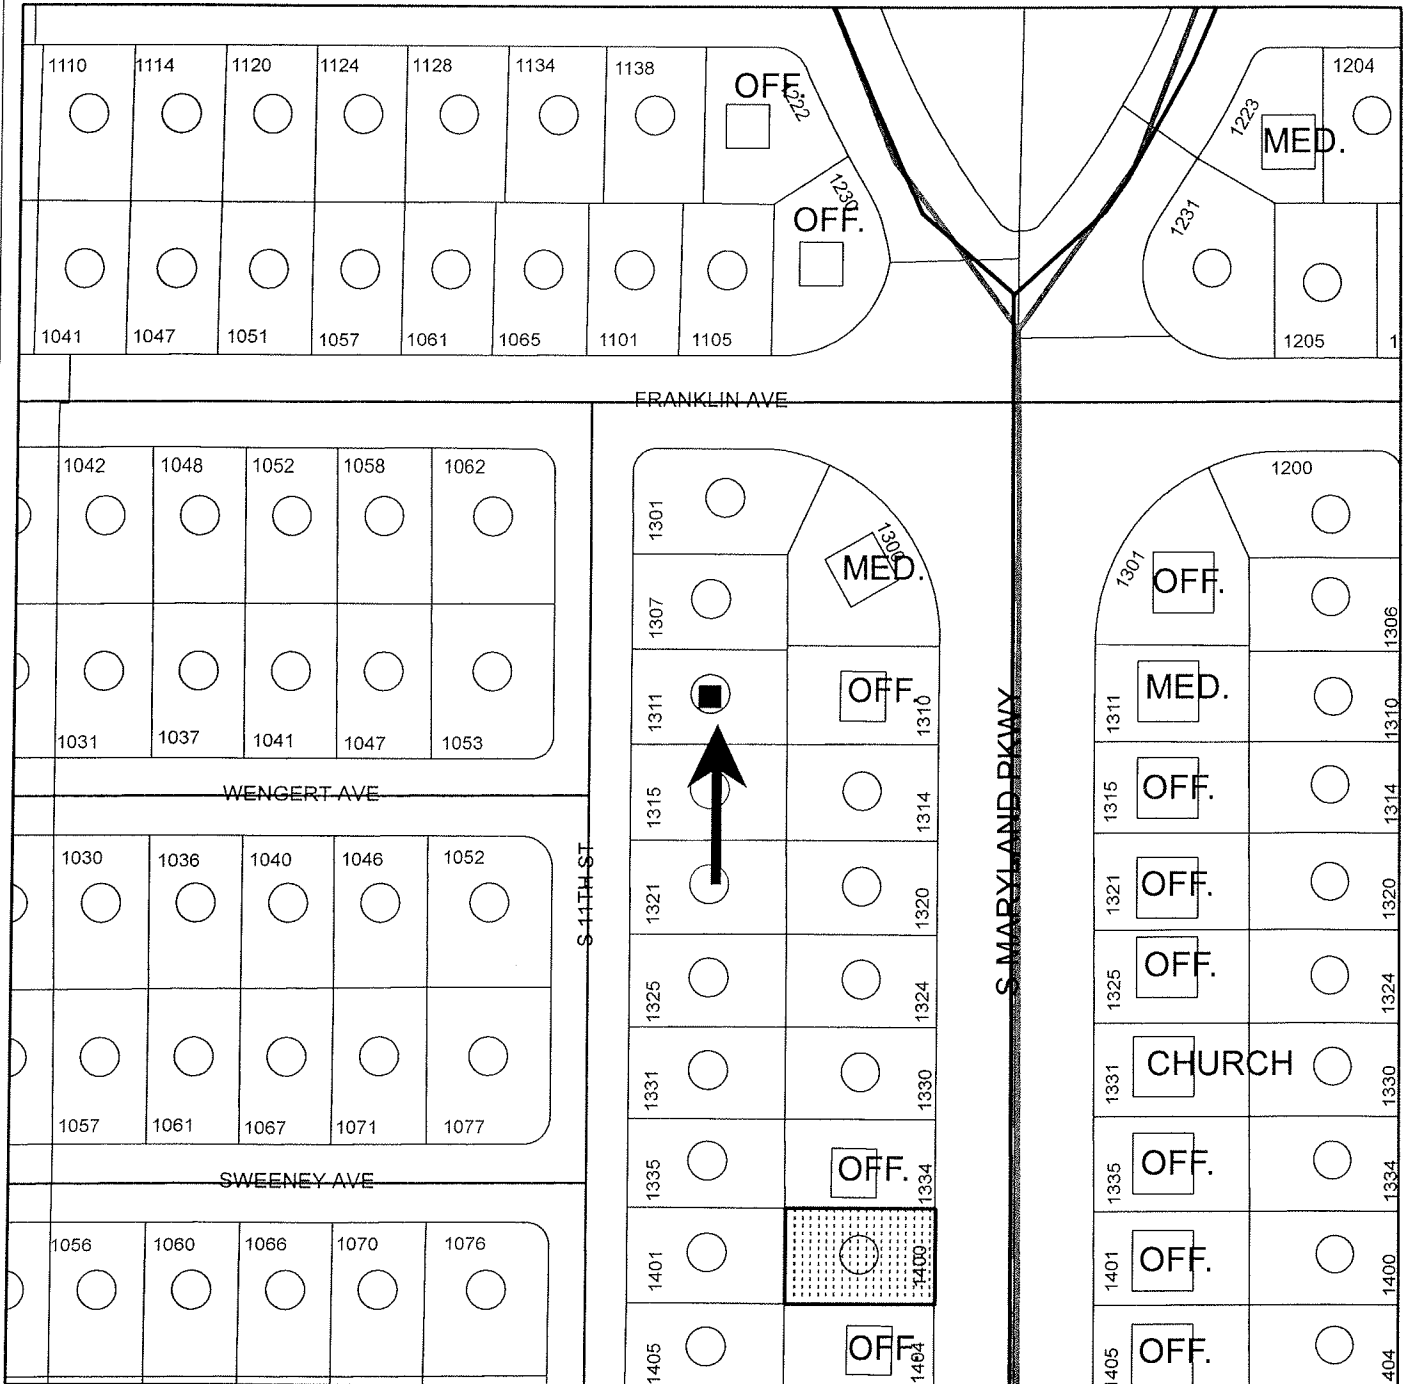 1110 1114 1120 1124 1128 1134 1138 OFF. 1222 1223 MED. 1204
1230 OFF. 1231
1041 1047 1051 1057 1061 1065 1101 1105 1205
FRANKLIN AVE
1042 1048 1052 1058 1062 1301 1300 MED. 1301 OFF. 1200
1307 1306
1031 1037 1041 1047 1053 1311 OFF. 1310 1311 MED. 1310
WENGERT AVE
1315 1314 1315 OFF. 1314
S 11TH ST
S MARYLAND PKWY
1030 1036 1040 1046 1052 1321 1320 1321 OFF. 1320
1325 1324 1325 OFF. 1324
1057 1061 1067 1071 1077 1331 1330 1331 CHURCH 1330
SWEENEY AVE
1335 OFF. 1334 1335 OFF. 1334
1056 1060 1066 1070 1076 1401 1400 1401 OFF. 1400
1405 OFF. 1404 1405 OFF. 1404